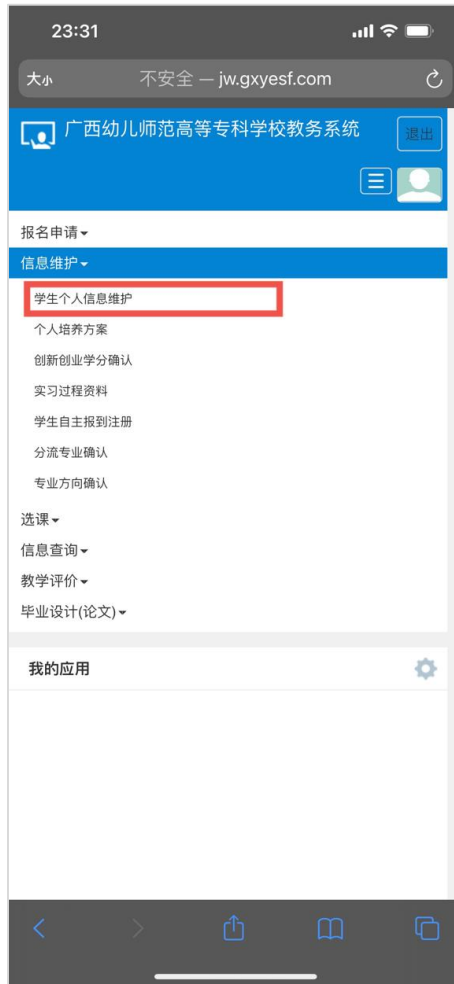 23:31
大小
不安全 — jw.gxyesf.com
广西幼儿师范高等专科学校教务系统
退出
报名申请
信息维护
学生个人信息维护
个人培养方案
创新创业学分确认
实习过程资料
学生自主报到注册
分流专业确认
专业方向确认
选课
信息查询
教学评价
毕业设计(论文)
我的应用